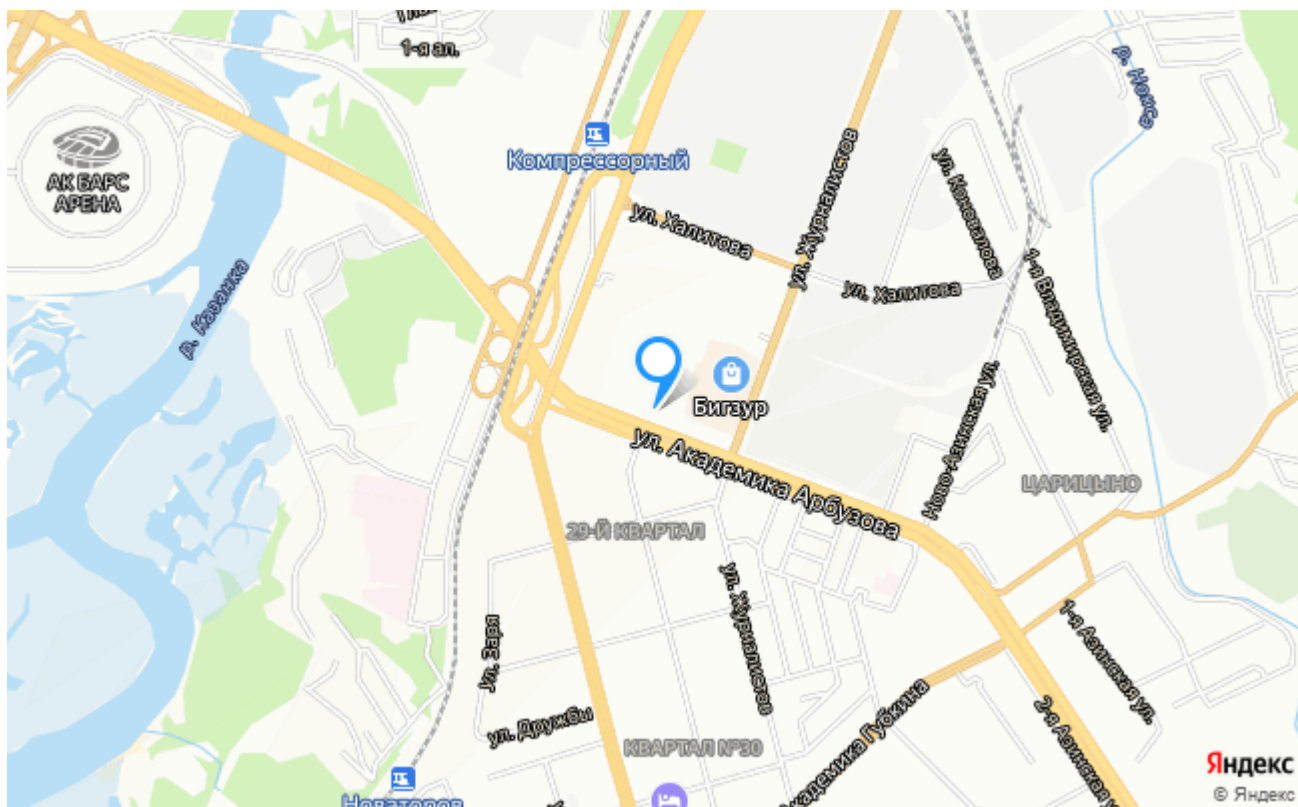 1-я ал.
р. Нокса
Компрессорный
АК БАРС
АРЕНА
ул. Халитова
ул. Журналистов
ул. Коновалова
1-я Владимирская ул.
ул. Халитова
р. Казанка
Бигзур
ул. Академика Арбузова
Ново-Азинская ул.
ЦАРИЦЫНО
29-Й КВАРТАЛ
ул. Журналистов
ул. Заря
1-я Азинская ул.
ул. Дружбы
КВАРТАЛ №30
Академика Губкина
2-я Азинская у
Новаторов
Яндекс
© Яндекс